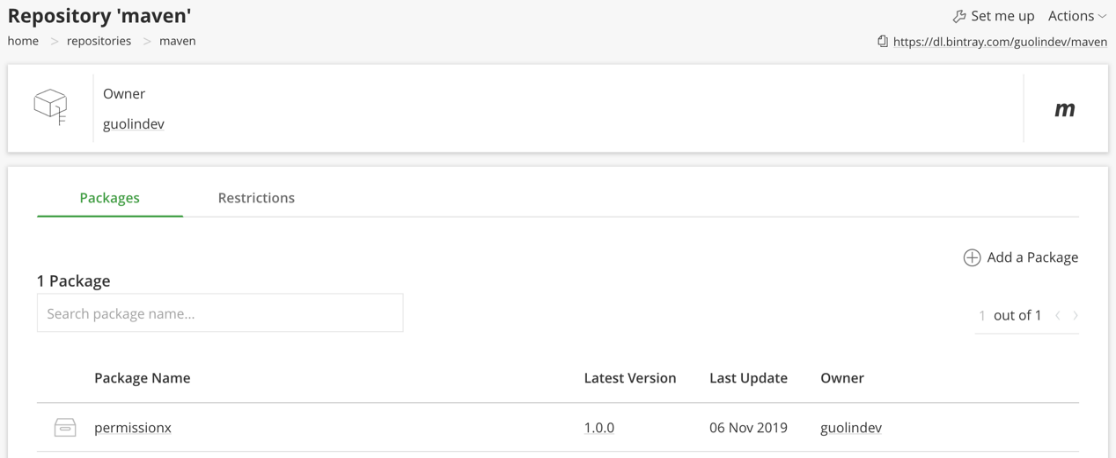 Repository 'maven'
Set me up Actions
home > repositories > maven
https://dl.bintray.com/guolindev/maven
Owner
guolindev
m
Packages Restrictions
Add a Package
1 Package
Search package name...
1 out of 1 < >
Package Name Latest Version Last Update Owner
permissionx 1.0.0 06 Nov 2019 guolindev